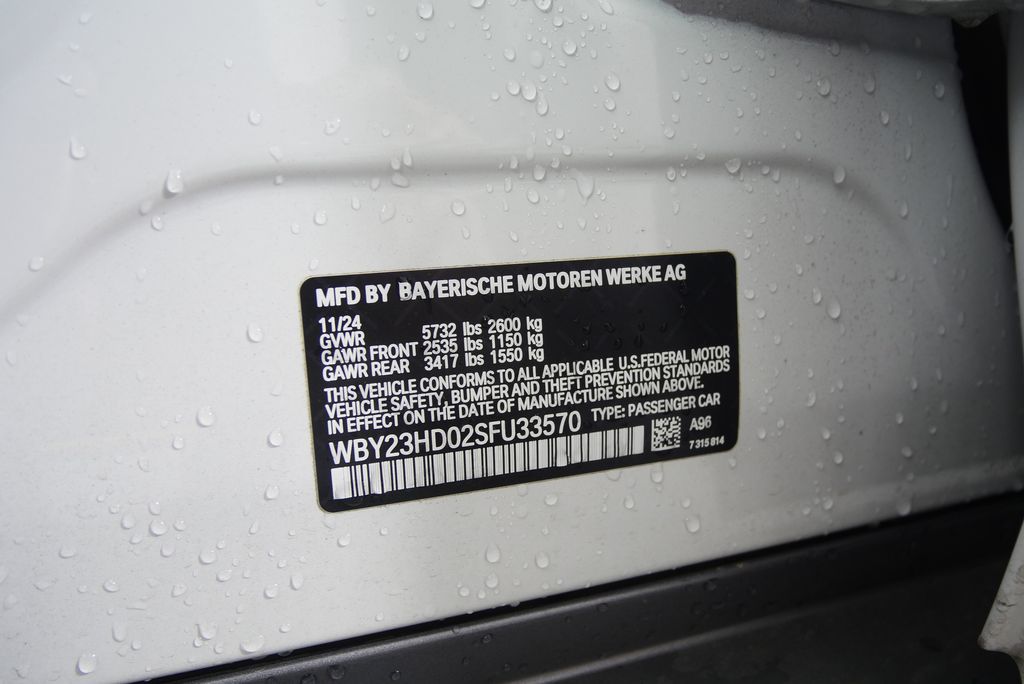 MFD BY BAYERISCHE MOTOREN WERKE AG
11/24
GVWR 5732 lbs 2600 kg
GAWR FRONT 2535 lbs 1150 kg
GAWR REAR 3417 lbs 1550 kg
THIS VEHICLE CONFORMS TO ALL APPLICABLE U.S.FEDERAL MOTOR
VEHICLE SAFETY, BUMPER AND THEFT PREVENTION STANDARDS
IN EFFECT ON THE DATE OF MANUFACTURE SHOWN ABOVE.
WBY23HD02SFU33570 TYPE: PASSENGER CAR
A96
7 315 814